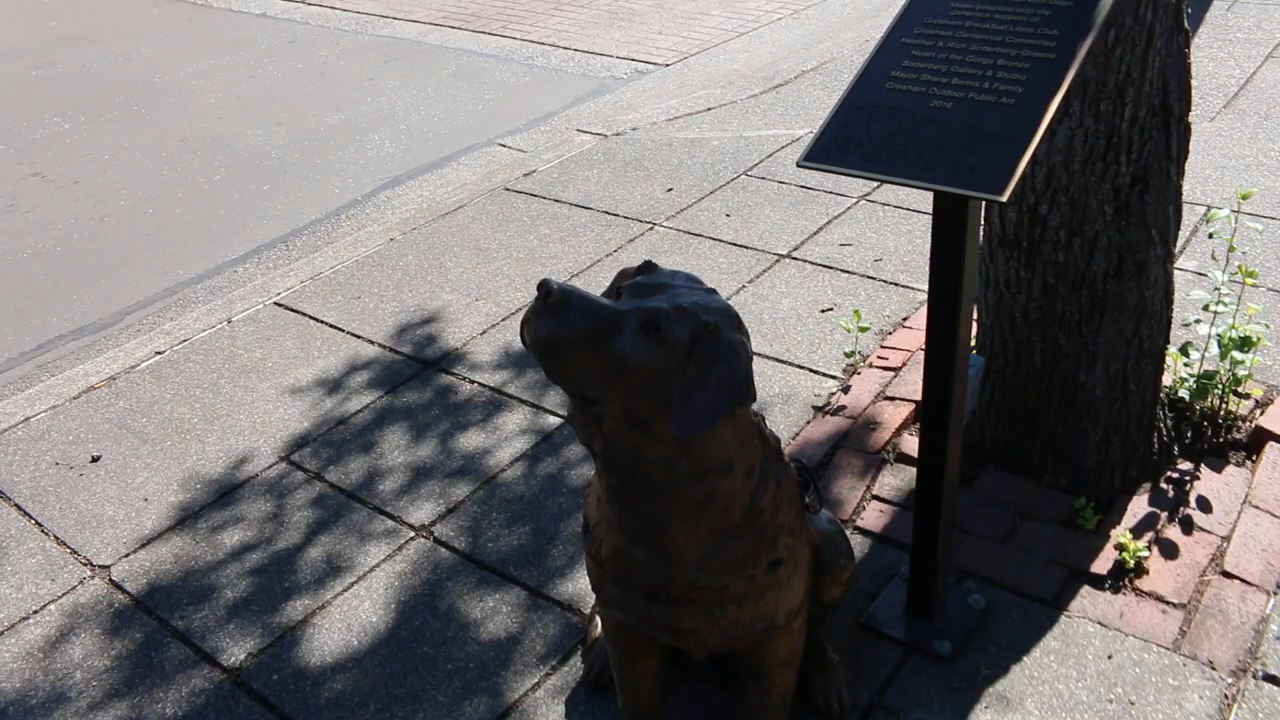 Made possible with the
generous support of
Gresham Breakfast Lions Club
Gresham Centennial Committee
Heather & Rich Soderberg-Greene
Heart of the Gorge Bronze
Soderberg Gallery & Studio
Mayor Shane Bemis & Family
Gresham Outdoor Public Art
2016